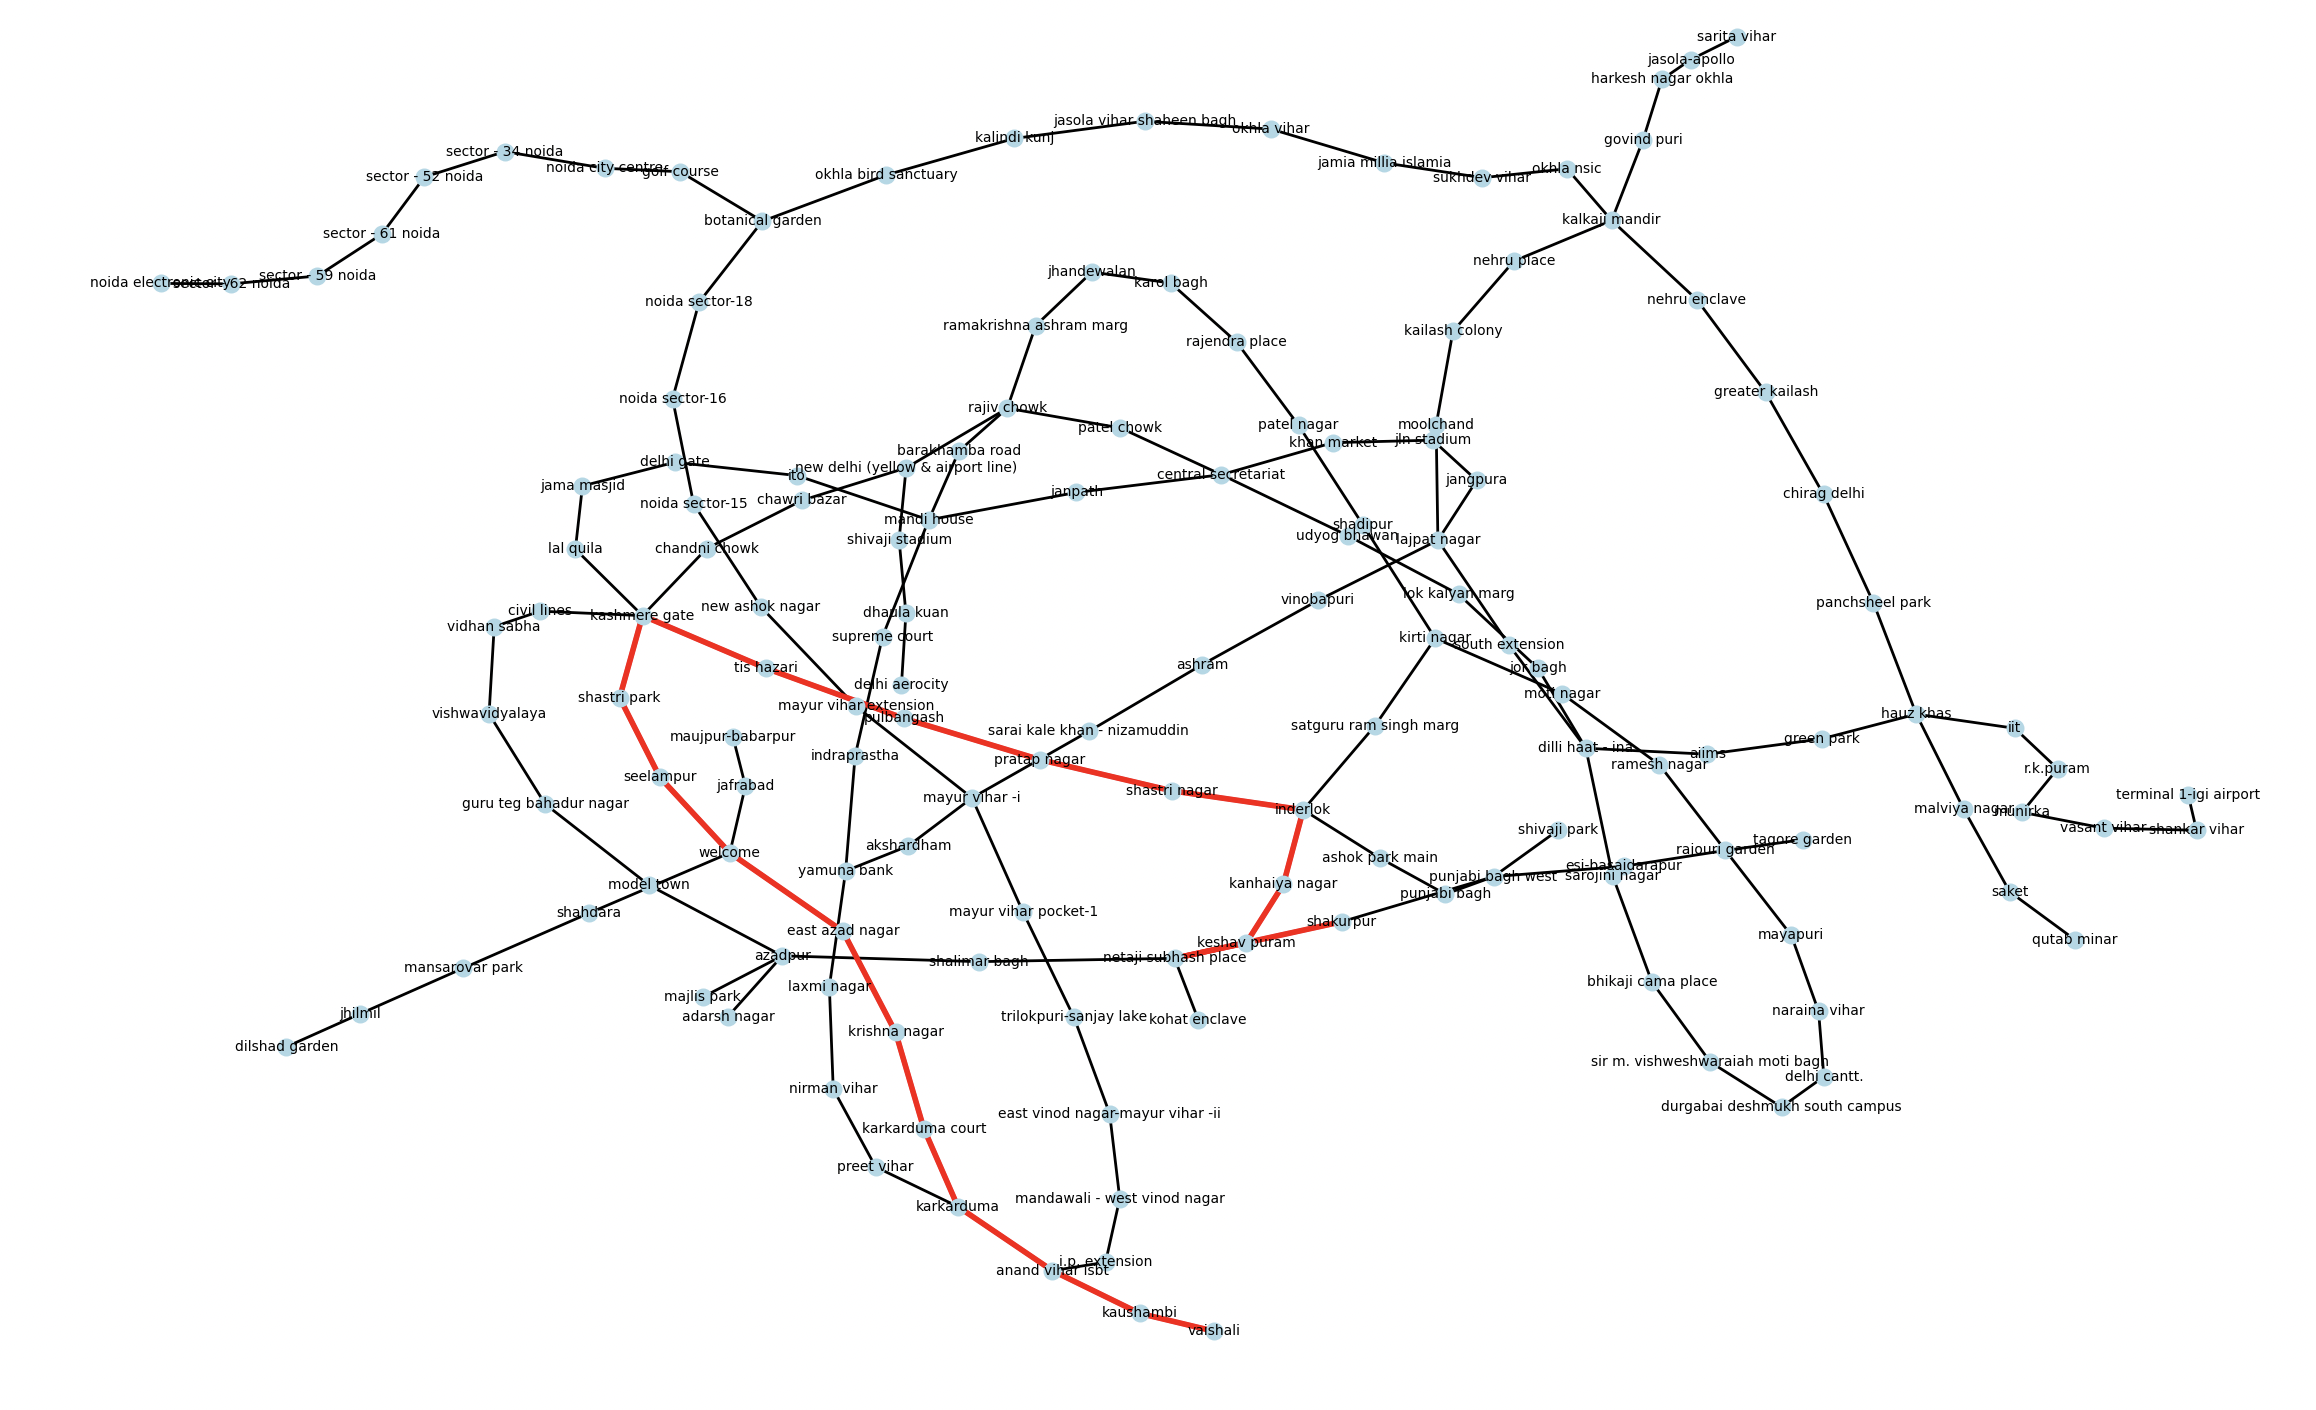 sarita vihar
jasola-apollo
harkesh nagar okhla
jasola vihar shaheen bagh
okhla vihar
kalindi kunj
govind puri
sector - 34 noida
noida city centre
golf course
sector - 52 noida
okhla bird sanctuary
jamia millia islamia
sukhdev vihar
okhla nsic
botanical garden
kalkaji mandir
sector - 61 noida
nehru place
noida electronic city
sector - 62 noida
sector - 59 noida
jhandewalan
karol bagh
noida sector-18
nehru enclave
ramakrishna ashram marg
kailash colony
rajendra place
greater kailash
noida sector-16
rajiv chowk
patel chowk
patel nagar
moolchand
khan market
jln stadium
barakhamba road
delhi gate
new delhi (yellow & airport line)
ito
central secretariat
jangpura
jama masjid
chawri bazar
janpath
chirag delhi
noida sector-15
mandi house
shadipur
udyog bhawan
lajpat nagar
shivaji stadium
lal quila
chandni chowk
lok kalyan marg
vinobapuri
panchsheel park
new ashok nagar
civil lines
kashmere gate
dhaula kuan
vidhan sabha
supreme court
kirti nagar
south extension
tis hazari
ashram
jor bagh
delhi aerocity
moti nagar
shastri park
mayur vihar extension
pulbangash
vishwavidyalaya
hauz khas
satguru ram singh marg
iit
sarai kale khan - nizamuddin
maujpur-babarpur
green park
dilli haat - ina
aiims
indraprastha
pratap nagar
ramesh nagar
r.k.puram
seelampur
jafrabad
shastri nagar
terminal 1-igi airport
mayur vihar -i
guru teg bahadur nagar
inderlok
malviya nagar
munirka
shivaji park
vasant vihar
shankar vihar
tagore garden
akshardham
rajouri garden
welcome
ashok park main
esi-basaidarapur
yamuna bank
sarojini nagar
punjabi bagh west
model town
kanhaiya nagar
punjabi bagh
saket
shahdara
mayur vihar pocket-1
shakurpur
east azad nagar
mayapuri
keshav puram
qutab minar
azadpur
shalimar bagh
netaji subhash place
mansarovar park
bhikaji cama place
laxmi nagar
majlis park
naraina vihar
jhilmil
adarsh nagar
trilokpuri-sanjay lake
kohat enclave
krishna nagar
dilshad garden
sir m. vishweshwaraiah moti bagh
delhi cantt.
nirman vihar
durgabai deshmukh south campus
east vinod nagar-mayur vihar -ii
karkarduma court
preet vihar
mandawali - west vinod nagar
karkarduma
i.p. extension
anand vihar isbt
kaushambi
vaishali